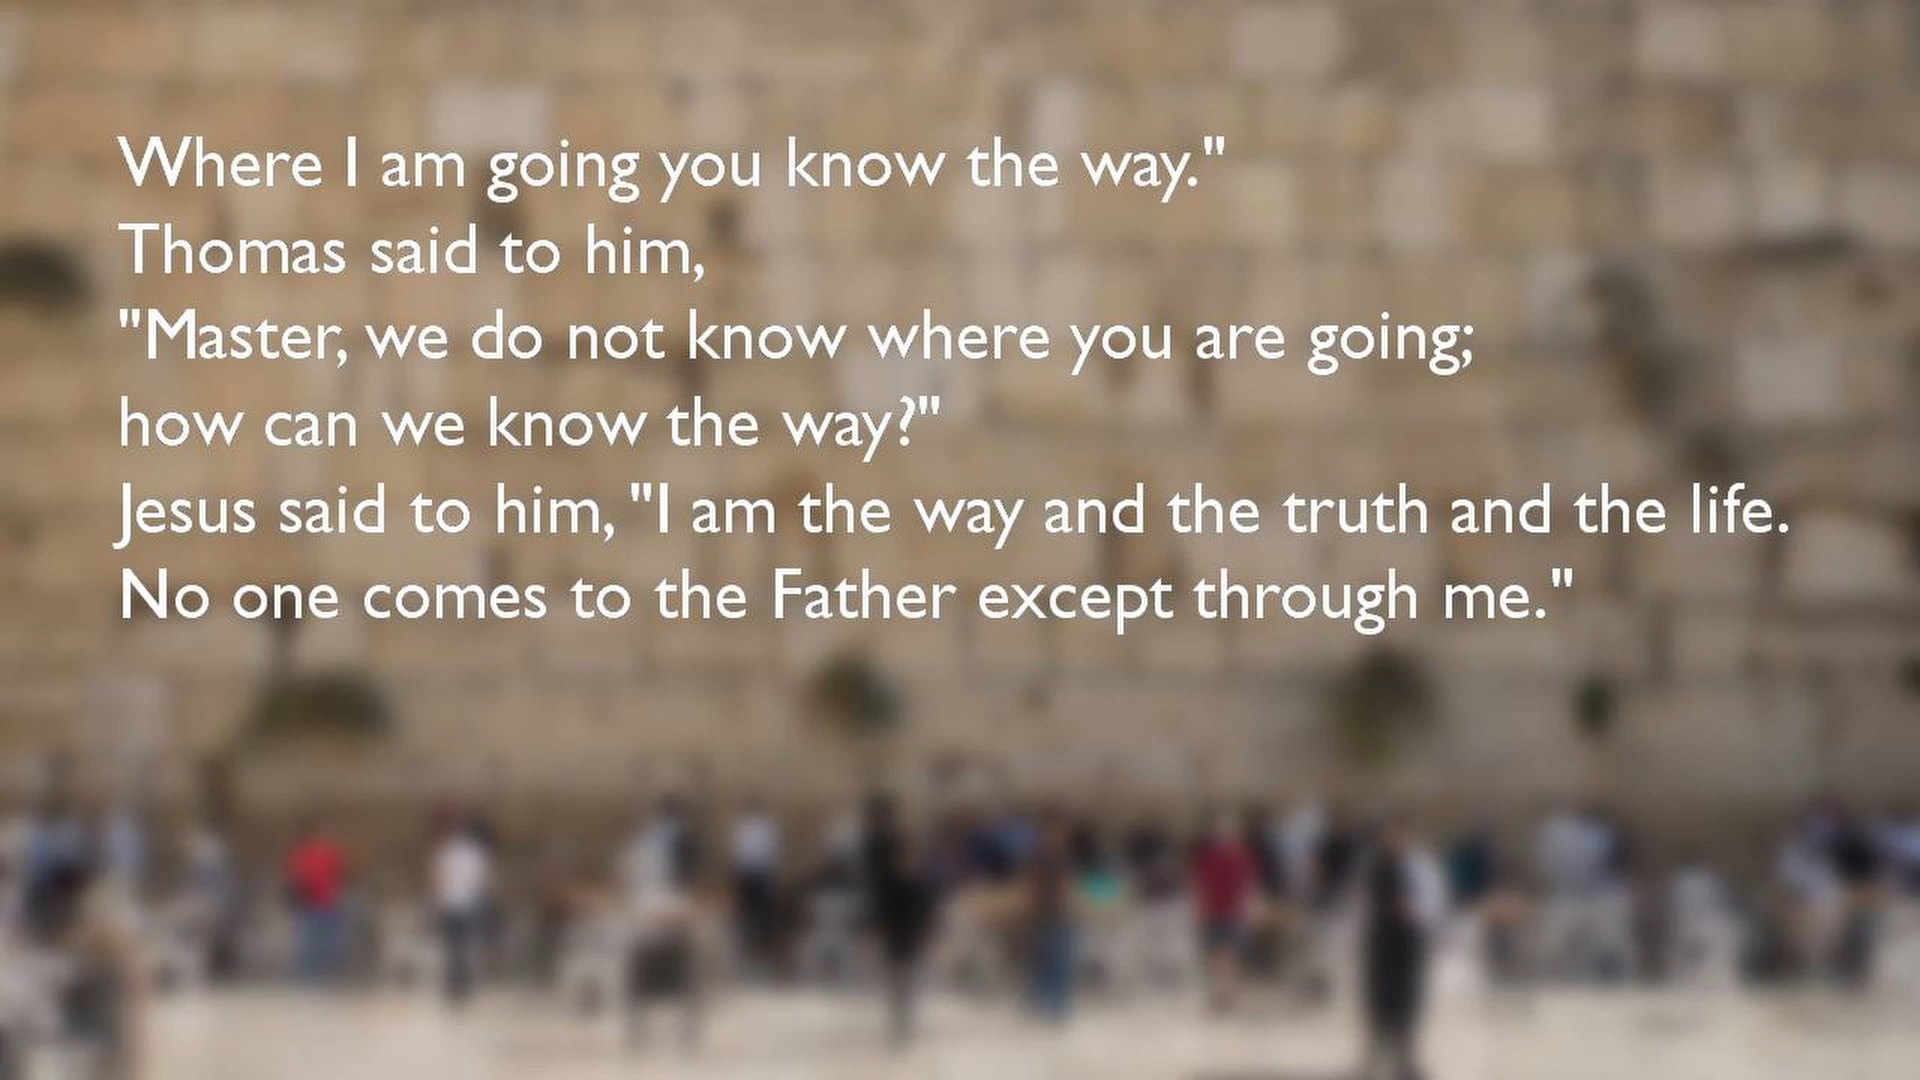 Where I am going you know the way."
Thomas said to him,
"Master, we do not know where you are going;
how can we know the way?"
Jesus said to him, "I am the way and the truth and the life.
No one comes to the Father except through me."